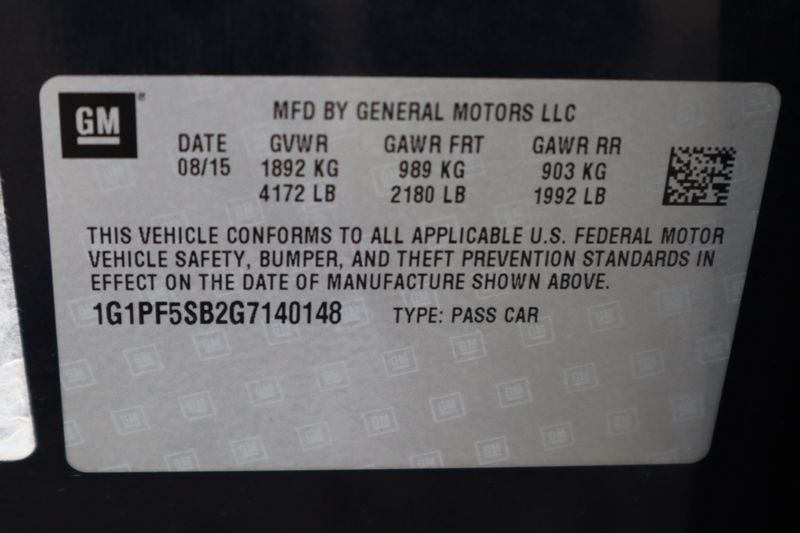 GM®
MFD BY GENERAL MOTORS LLC
DATE GVWR GAWR FRT GAWR RR
08/15 1892 KG 989 KG 903 KG
4172 LB 2180 LB 1992 LB
THIS VEHICLE CONFORMS TO ALL APPLICABLE U.S. FEDERAL MOTOR
VEHICLE SAFETY, BUMPER, AND THEFT PREVENTION STANDARDS IN
EFFECT ON THE DATE OF MANUFACTURE SHOWN ABOVE.
1G1PF5SB2G7140148 TYPE: PASS CAR